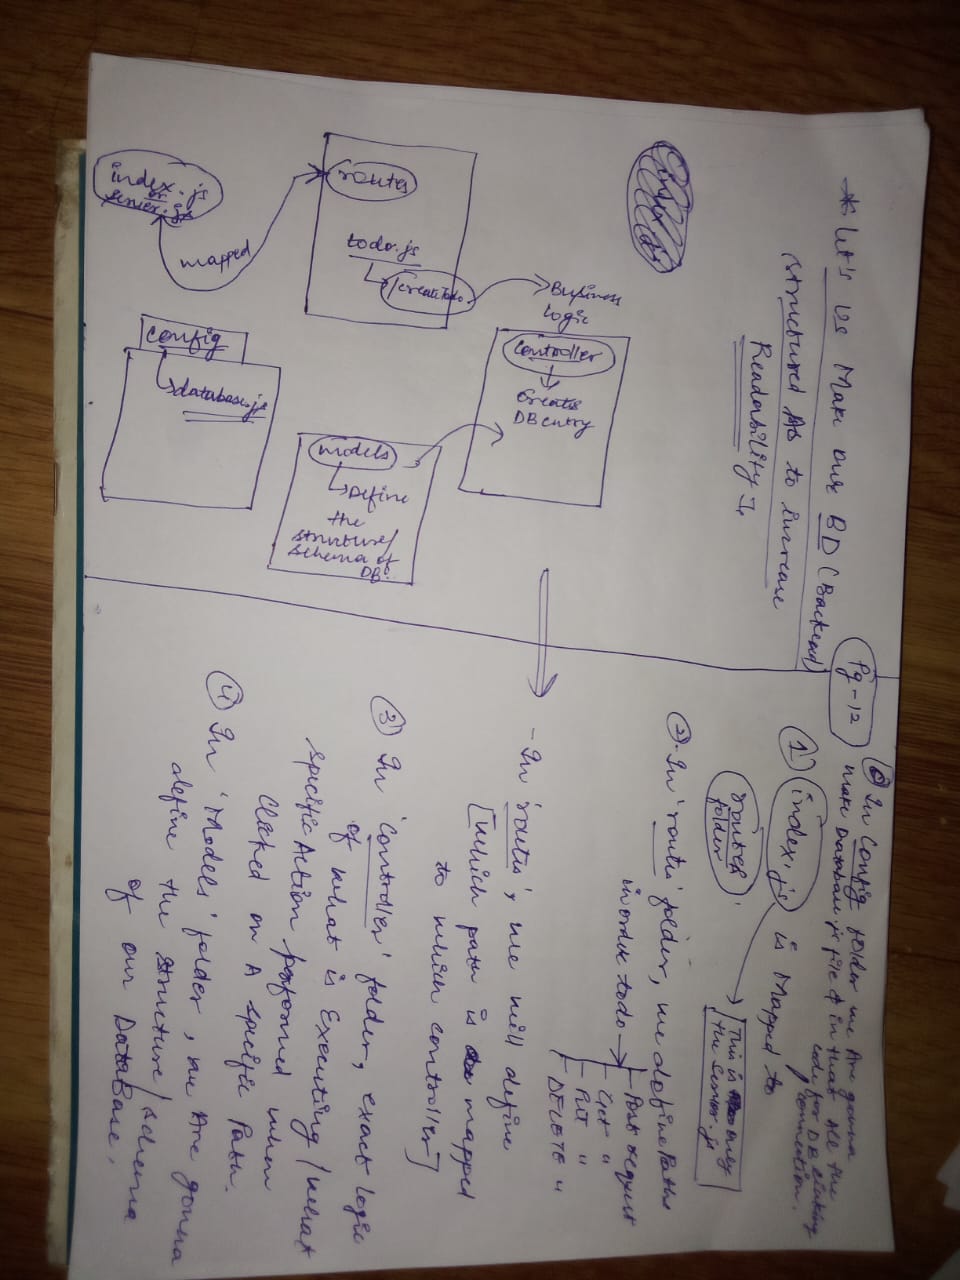 * Let's us Make our BD (Backend)
structured As to increase
Readability :-
index.js
routes
todo.js
createtodo
Business
Logic
Controller
Creates
DB entry
models
Define
the
structure/
schema of
DB.
config
database.js
index.js
or
server.js
mapped
Pg-12
0 In Config folder we Are gonna
make Database.js file & in that All the
code for DB linking
/ connection.
1) index.js is Mapped to
routes
folder
This is only
the server.js
2 - In 'routes' folder, we define Paths
in order to do
- Post request
- Get "
- Put "
- DELETE "
- In 'routes', we will define
[which path is mapped
to which controller]
3) In 'Controller' folder, exact logic
of what is Executing / what
specific Action performed when
clicked on A specific Path.
4) In 'Models' folder, we Are gonna
define the structure / schema
of our DataBase.